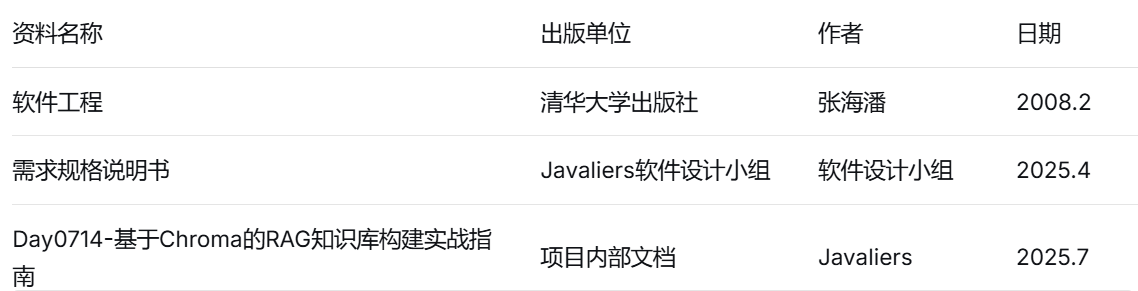 资料名称 出版单位 作者 日期
软件工程 清华大学出版社 张海潘 2008.2
需求规格说明书 Javaliers软件设计小组 软件设计小组 2025.4
Day0714-基于Chroma的RAG知识库构建实战指
南 项目内部文档 Javaliers 2025.7